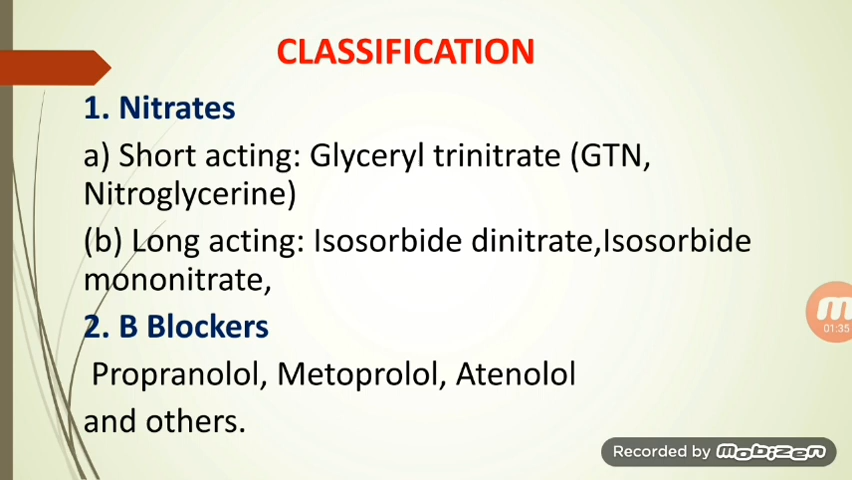 CLASSIFICATION
1. Nitrates
a) Short acting: Glyceryl trinitrate (GTN,
Nitroglycerine)
(b) Long acting: Isosorbide dinitrate,Isosorbide
mononitrate,
2. B Blockers
Propranolol, Metoprolol, Atenolol
and others.
m
01:35
Recorded by mobizen